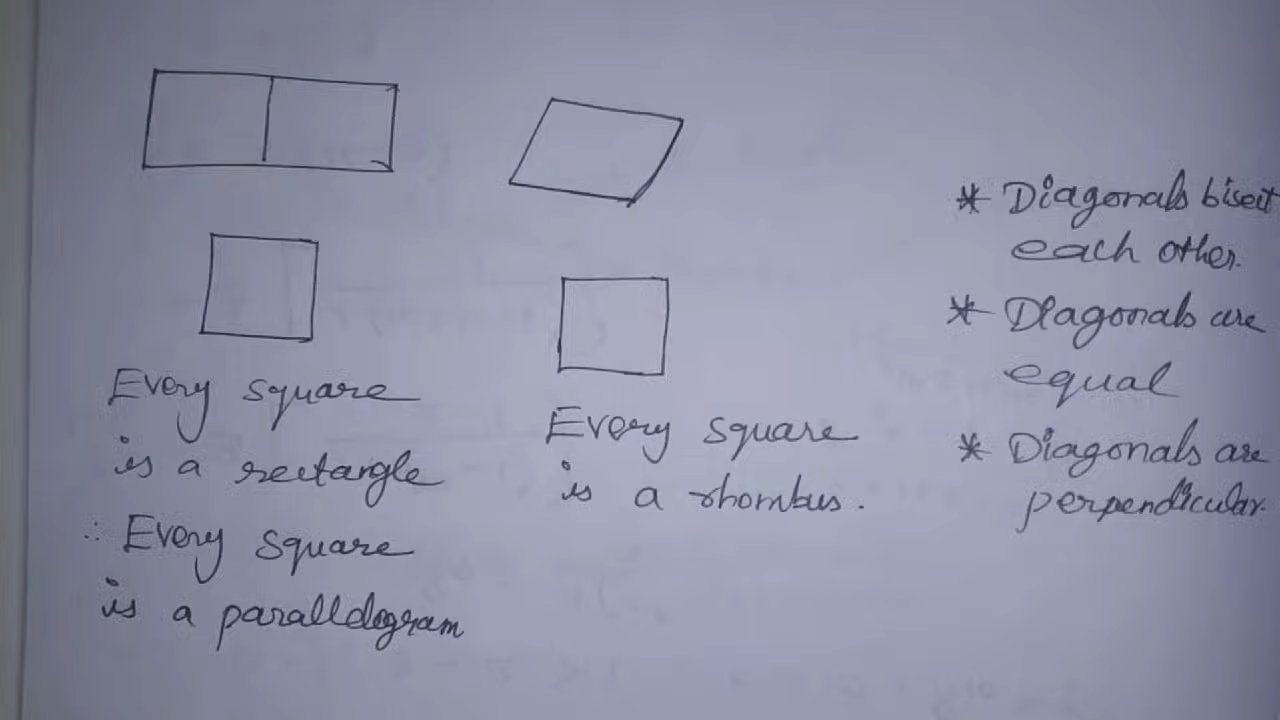 Every square
is a rectangle
∴ Every square
is a parallelogram
Every square
is a rhombus.
* Diagonals bisect
each other.
* Diagonals are
equal
* Diagonals are
perpendicular.